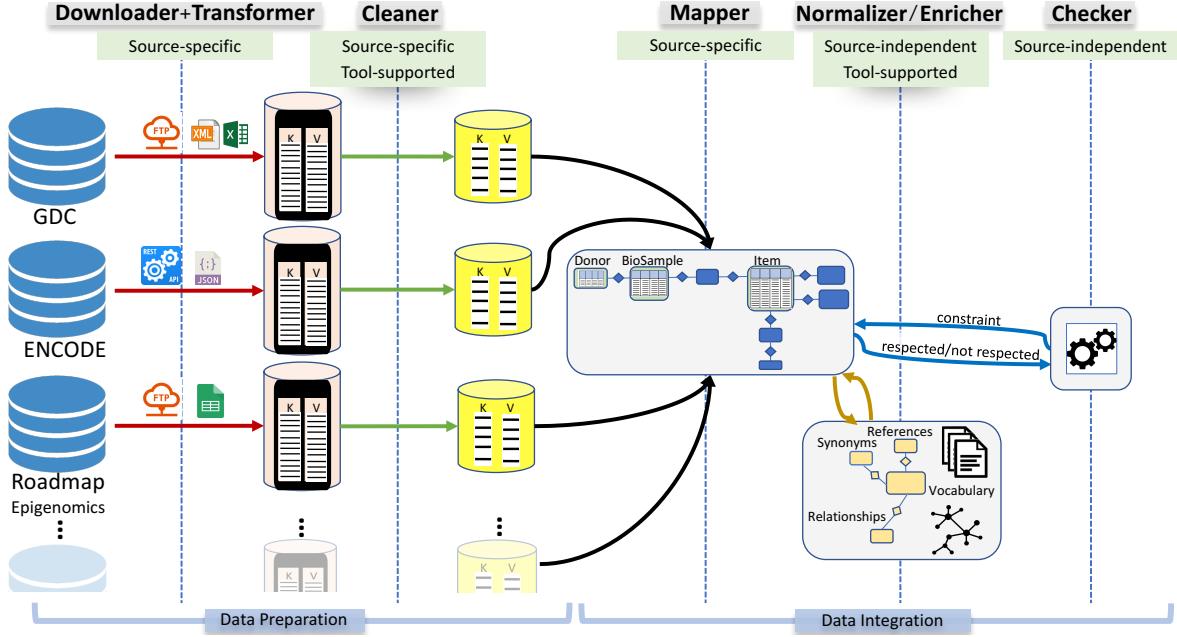 Downloader+Transformer
Cleaner
Mapper
Normalizer/Enricher
Checker
Source-specific
Source-specific
Tool-supported
Source-specific
Source-independent
Tool-supported
Source-independent
FTP
XML
X
K V
K V
GDC
REST
API
{;}
JSON
K V
K V
ENCODE
Donor
BioSample
Item
constraint
respected/not respected
FTP
K V
K V
Roadmap
Epigenomics
References
Synonyms
Vocabulary
Relationships
K V
K V
Data Preparation
Data Integration